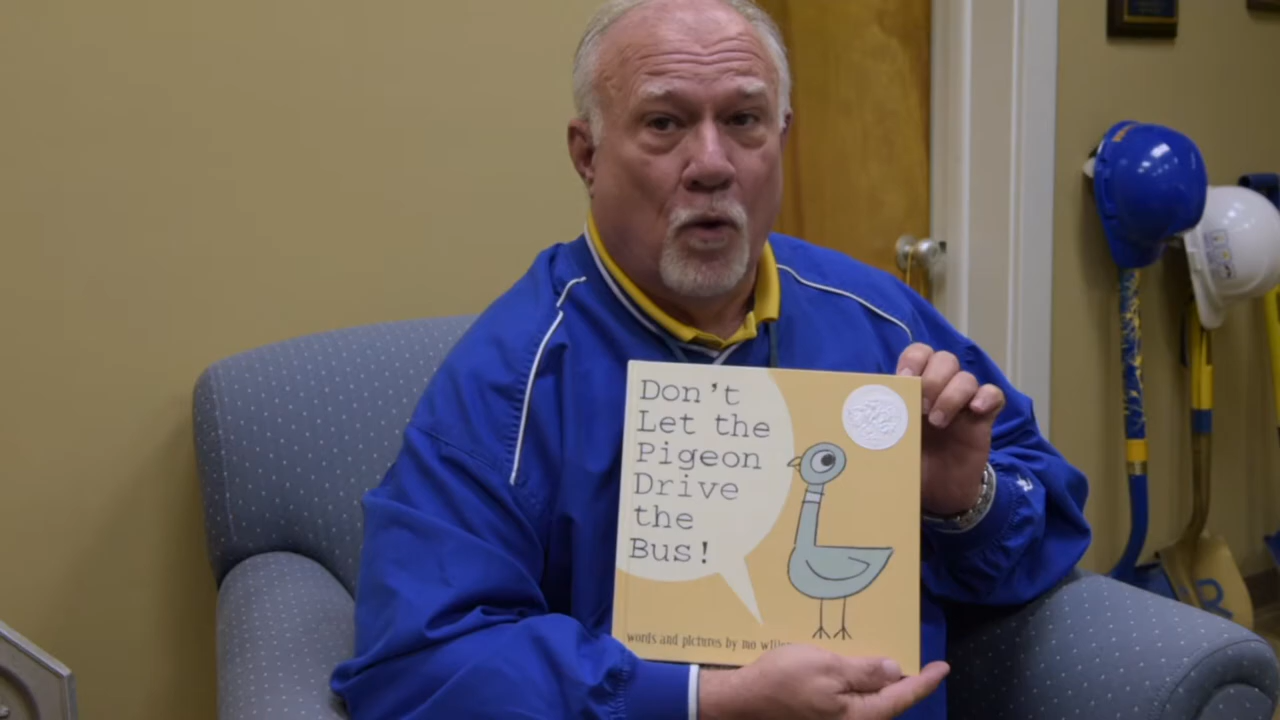 Don't
Let the
Pigeon
Drive
the
Bus!
words and pictures by mo